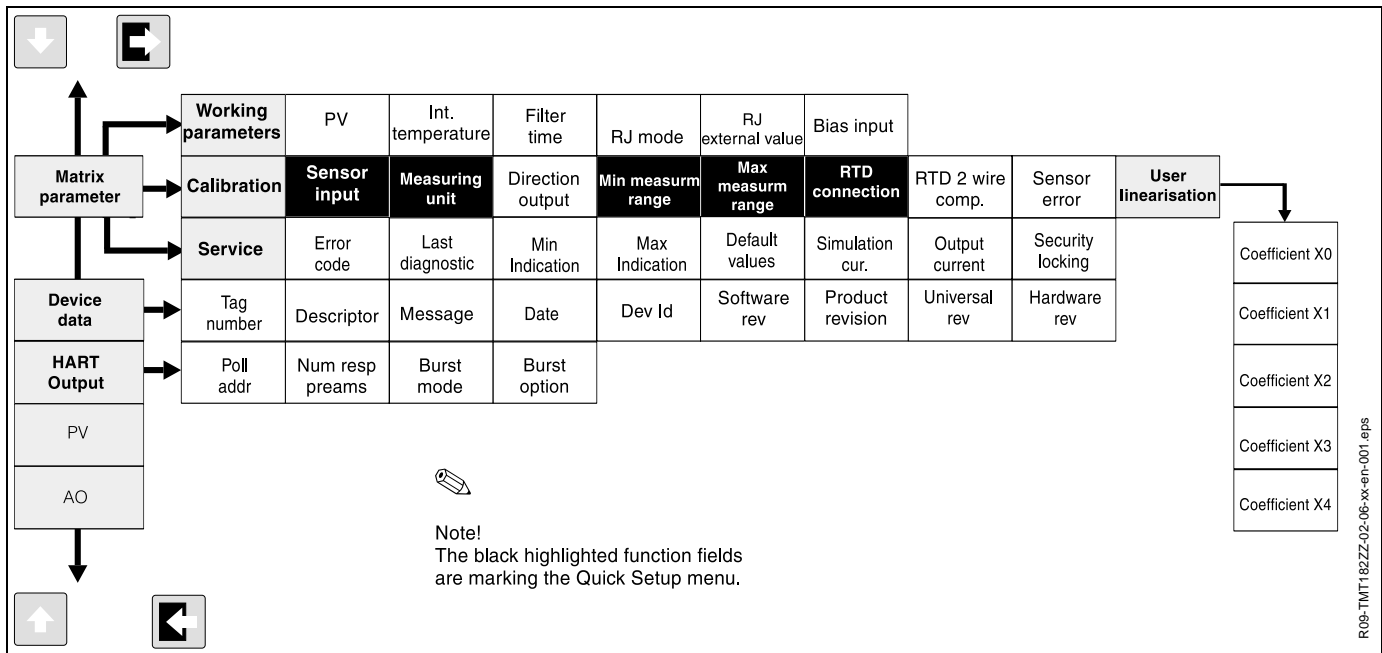 Working
parameters
PV
Int.
temperature
Filter
time
RJ mode
RJ
external value
Bias input
Matrix
parameter
Calibration
Sensor
input
Measuring
unit
Direction
output
Min measurm
range
Max
measurm
range
RTD
connection
RTD 2 wire
comp.
Sensor
error
User
linearisation
Service
Error
code
Last
diagnostic
Min
Indication
Max
Indication
Default
values
Simulation
cur.
Output
current
Security
locking
Coefficient X0
Device
data
Tag
number
Descriptor
Message
Date
Dev Id
Software
rev
Product
revision
Universal
rev
Hardware
rev
Coefficient X1
HART
Output
Poll
addr
Num resp
preams
Burst
mode
Burst
option
Coefficient X2
PV
Coefficient X3
AO
Coefficient X4
Note!
The black highlighted function fields
are marking the Quick Setup menu.
R09-TMT182ZZ-02-06-xx-en-001.eps